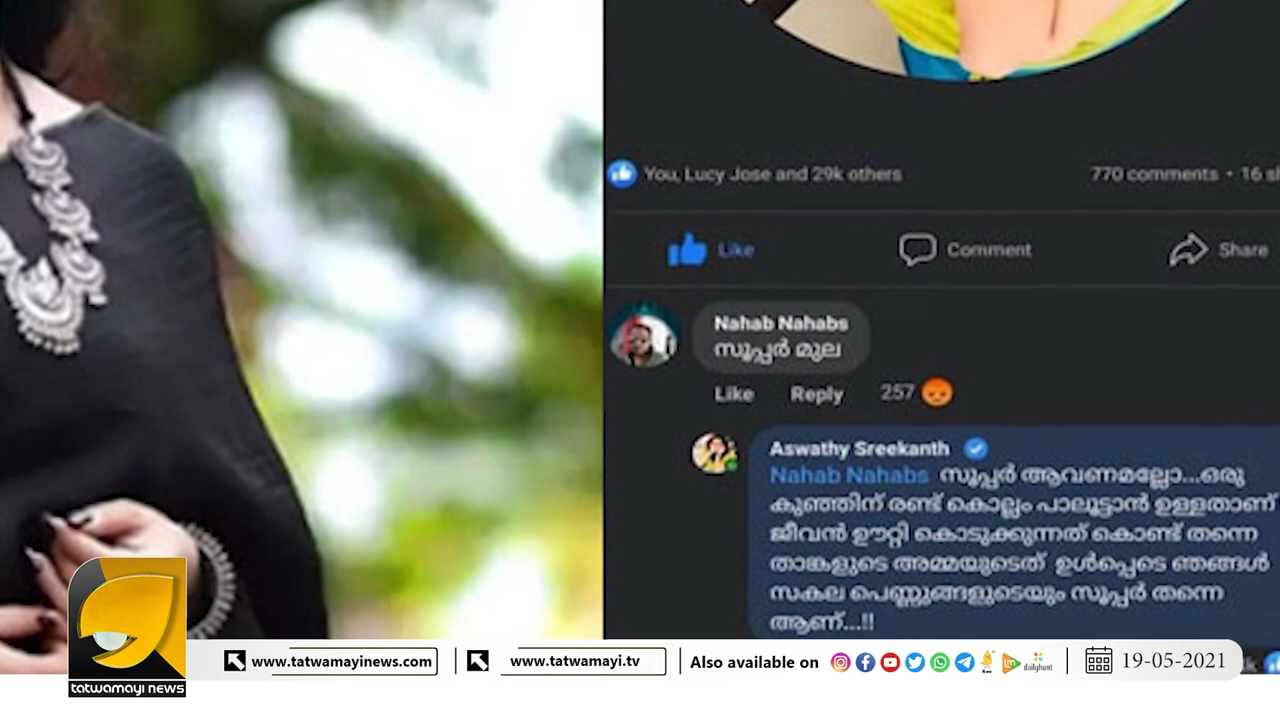 You, Lucy Jose and 29k others
770 comments • 16
Like
Comment
Share
Nahab Nahabs
സൂപ്പർ മുല
Like Reply 257
Aswathy Sreekanth
Nahab Nahabs സൂപ്പർ ആവണമല്ലോ...ഒരു
കുഞ്ഞിന് രണ്ട് കൊല്ലം പാലൂട്ടാൻ ഉള്ളതാണ്
ജീവൻ ഊറ്റി കൊടുക്കുന്നത് കൊണ്ട് തന്നെ
താങ്കളുടെ അമ്മയുടെത് ഉൾപ്പെടെ ഞങ്ങൾ
സകല പെണ്ണുങ്ങളുടെയും സൂപ്പർ തന്നെ
ആണ്...!!
tatwamayi news
www.tatwamayinews.com
www.tatwamayi.tv
Also available on
dailyhunt
19-05-2021